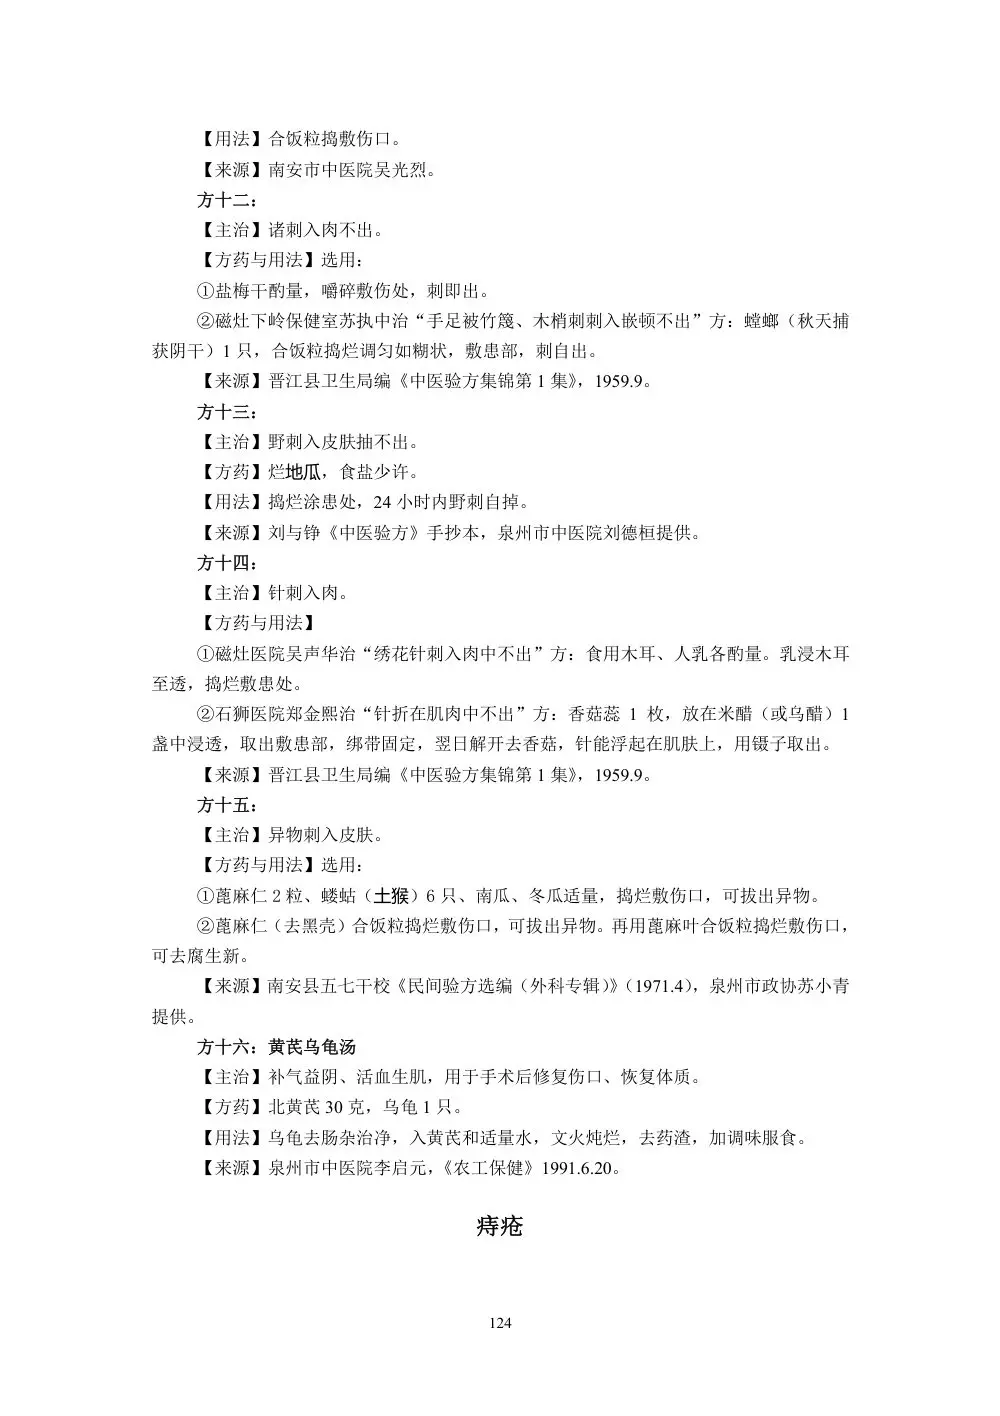 【用法】合饭粒捣敷伤口。
【来源】南安市中医院吴光烈。
方十二：
【主治】诸刺入肉不出。
【方药与用法】选用：
①盐梅干酌量，嚼碎敷伤处，刺即出。
②磁灶下岭保健室苏执中治“手足被竹篾、木梢刺刺入嵌顿不出”方：螳螂（秋天捕
获阴干）1 只，合饭粒捣烂调匀如糊状，敷患部，刺自出。
【来源】晋江县卫生局编《中医验方集锦第 1 集》，1959.9。
方十三：
【主治】野刺入皮肤抽不出。
【方药】烂地瓜，食盐少许。
【用法】捣烂涂患处，24 小时内野刺自掉。
【来源】刘与铮《中医验方》手抄本，泉州市中医院刘德桓提供。
方十四：
【主治】针刺入肉。
【方药与用法】
①磁灶医院吴声华治“绣花针刺入肉中不出”方：食用木耳、人乳各酌量。乳浸木耳
至透，捣烂敷患处。
②石狮医院郑金熙治“针折在肌肉中不出”方：香菇蕊 1 枚，放在米醋（或乌醋）1
盏中浸透，取出敷患部，绑带固定，翌日解开去香菇，针能浮起在肌肤上，用镊子取出。
【来源】晋江县卫生局编《中医验方集锦第 1 集》，1959.9。
方十五：
【主治】异物刺入皮肤。
【方药与用法】选用：
①蓖麻仁 2 粒、蝼蛄（土猴）6 只、南瓜、冬瓜适量，捣烂敷伤口，可拔出异物。
②蓖麻仁（去黑壳）合饭粒捣烂敷伤口，可拔出异物。再用蓖麻叶合饭粒捣烂敷伤口，
可去腐生新。
【来源】南安县五七干校《民间验方选编（外科专辑）》（1971.4），泉州市政协苏小青
提供。
方十六：黄芪乌龟汤
【主治】补气益阴、活血生肌，用于手术后修复伤口、恢复体质。
【方药】北黄芪 30 克，乌龟 1 只。
【用法】乌龟去肠杂治净，入黄芪和适量水，文火炖烂，去药渣，加调味服食。
【来源】泉州市中医院李启元，《农工保健》1991.6.20。
痔疮
124